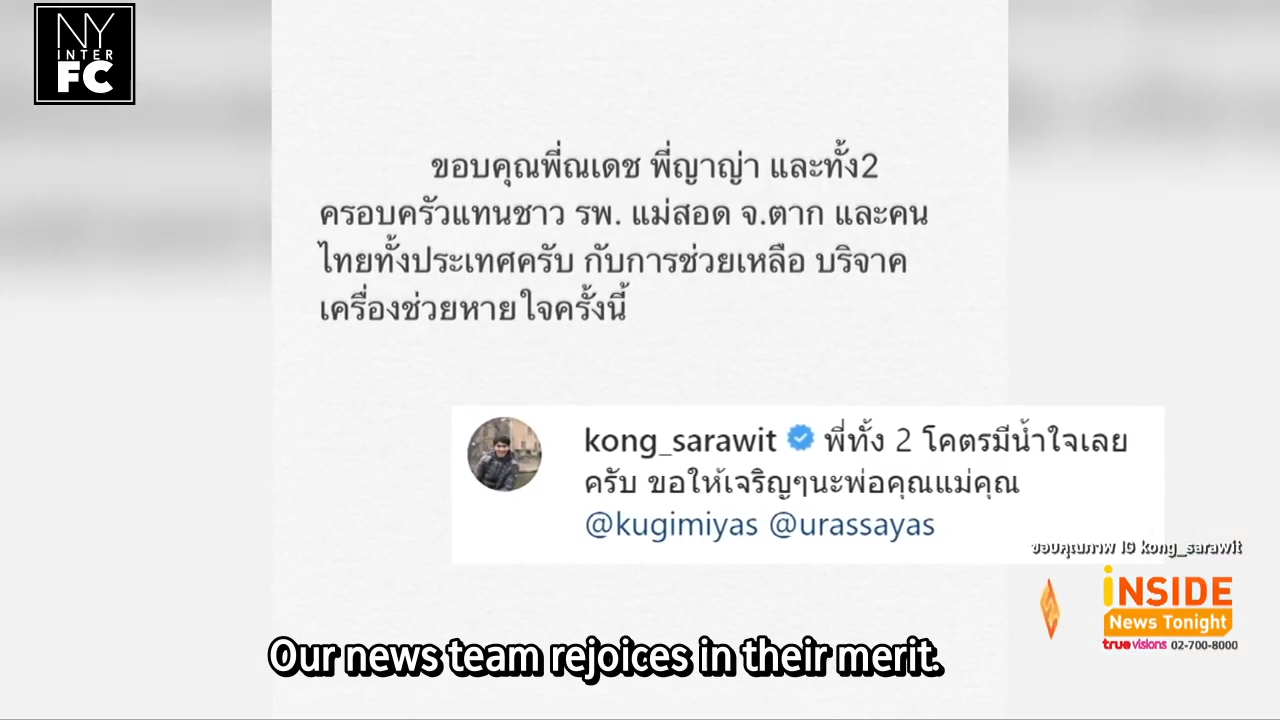 NY
INTER
FC
ขอบคุณพี่ณเดช พี่ญาญ่า และทั้ง2
ครอบครัวแทนชาว รพ. แม่สอด จ.ตาก และคน
ไทยทั้งประเทศครับ กับการช่วยเหลือ บริจาค
เครื่องช่วยหายใจครั้งนี้
kong_sarawit พี่ทั้ง 2 โคตรมีน้ำใจเลย
ครับ ขอให้เจริญๆนะพ่อคุณแม่คุณ
@kugimiyas @urassayas
ขอบคุณภาพ IG kong_sarawit
iNSIDE
News Tonight
truevisions 02-700-8000
Our news team rejoices in their merit.